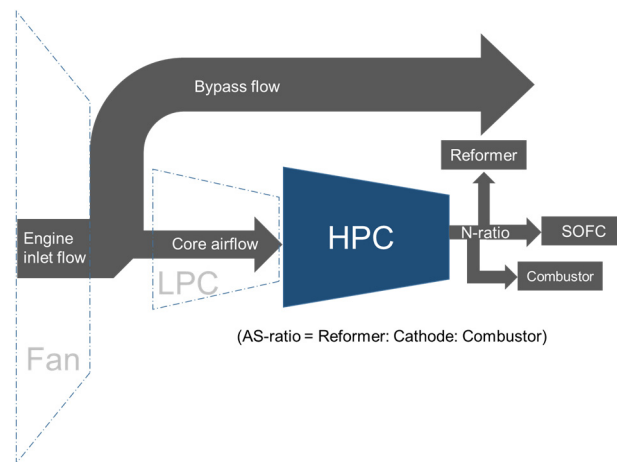 Bypass flow
Reformer
Engine
inlet flow
Core airflow
HPC
N-ratio
SOFC
LPC
Combustor
(AS-ratio = Reformer: Cathode: Combustor)
Fan